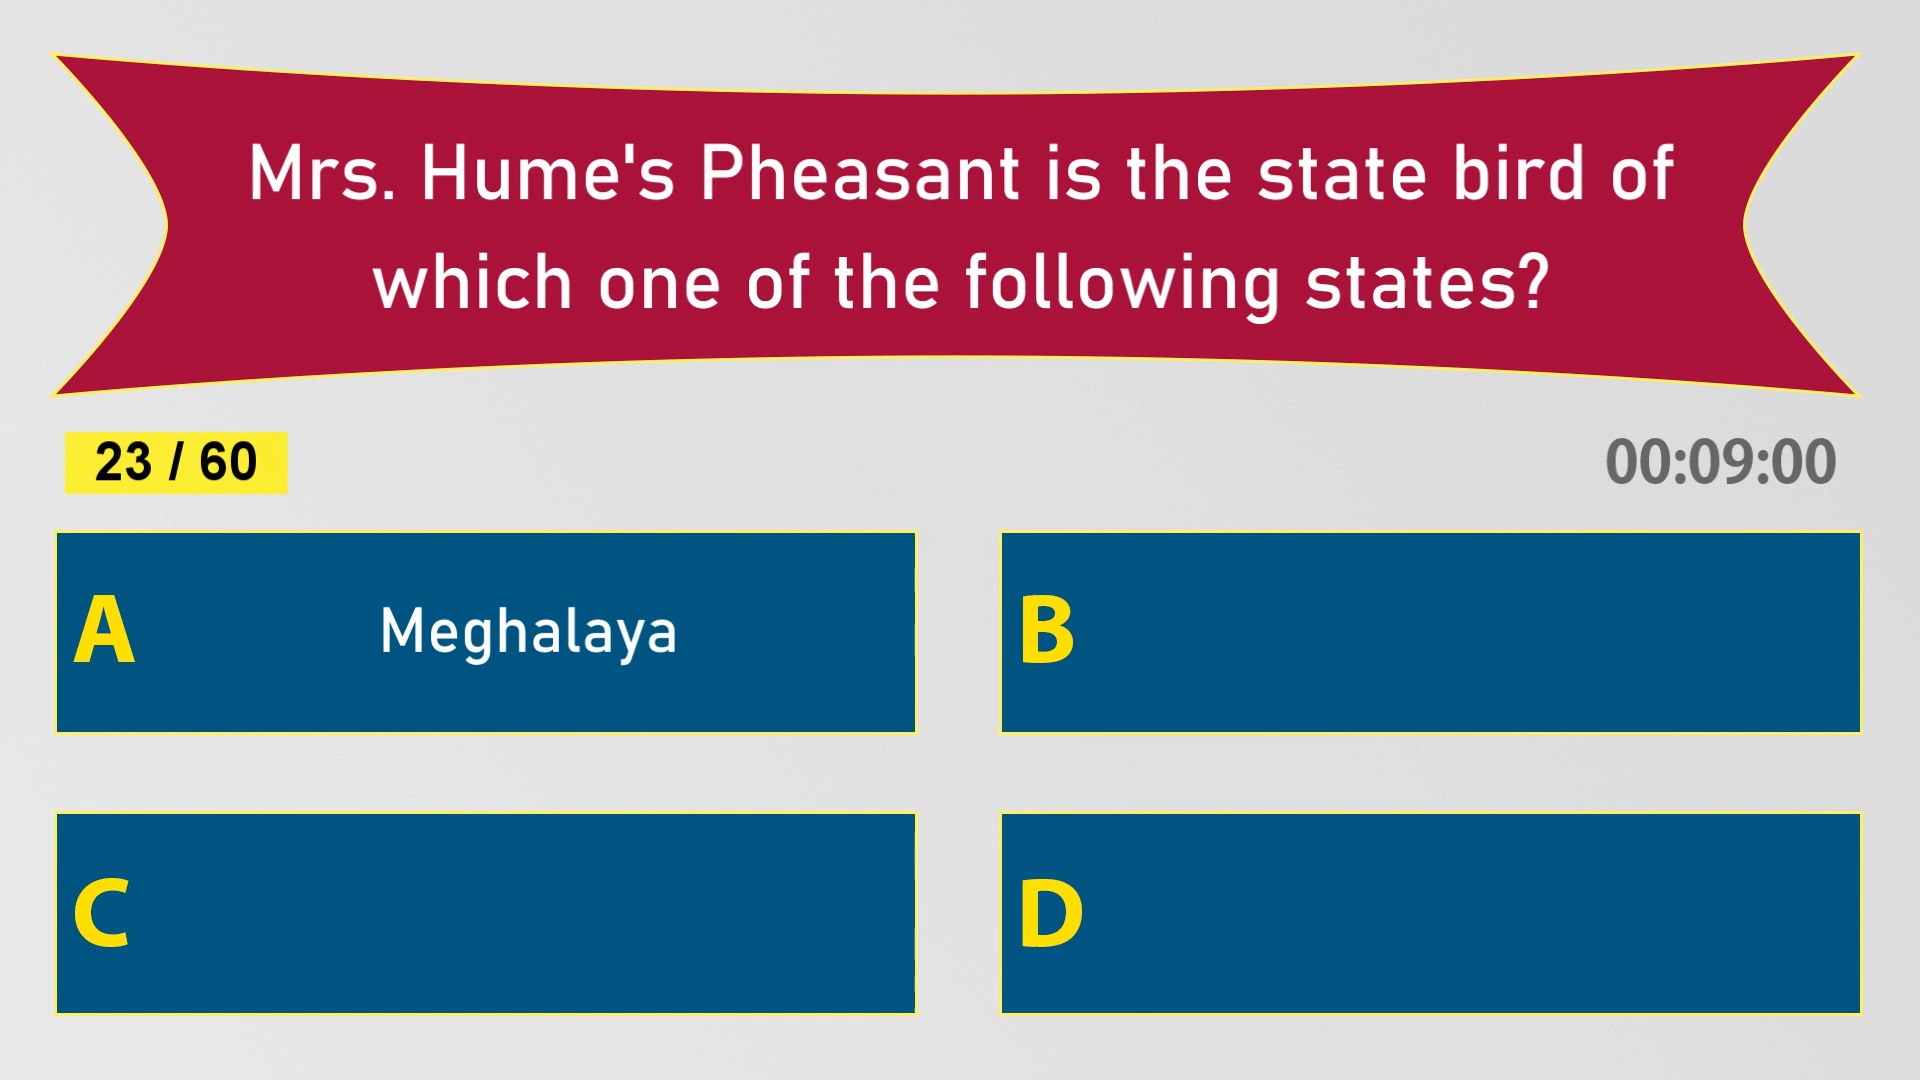 Mrs. Hume's Pheasant is the state bird of
which one of the following states?
23 / 60
00:09:00
A
Meghalaya
B
C
D